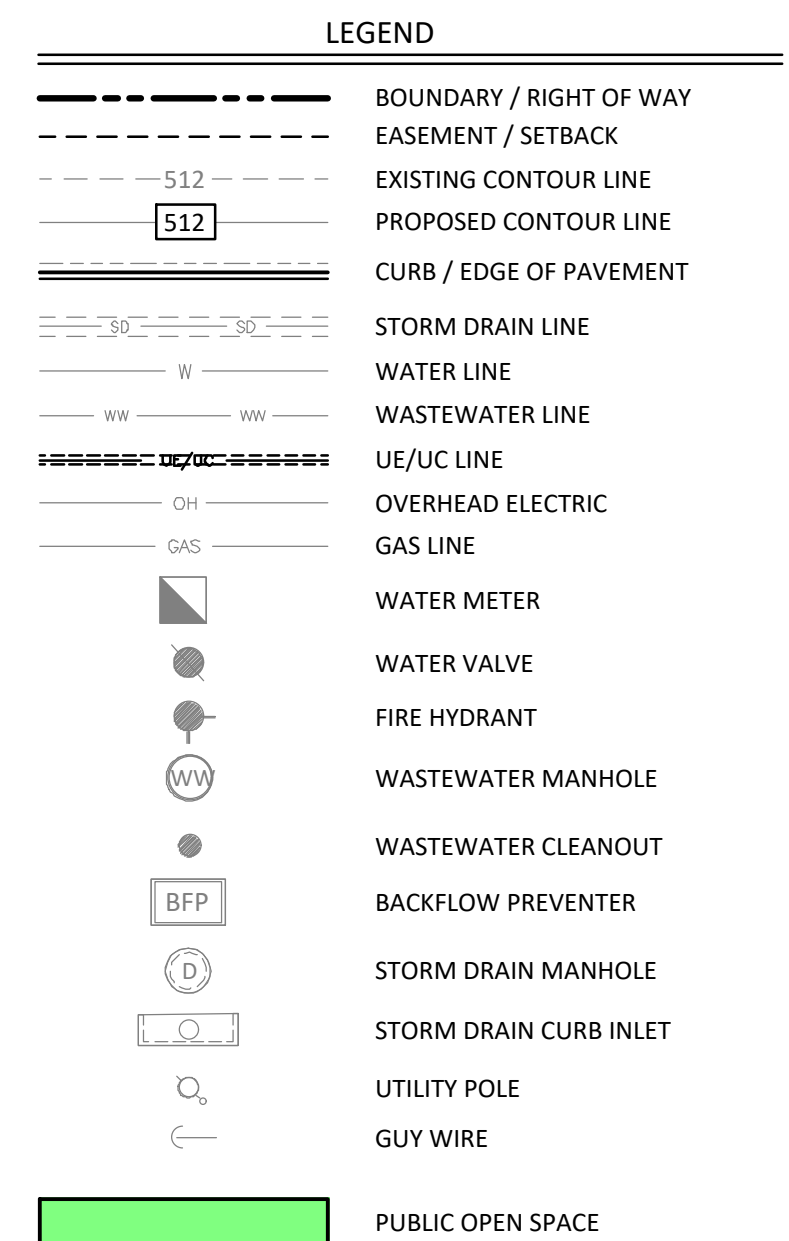 LEGEND
BOUNDARY / RIGHT OF WAY
EASEMENT / SETBACK
512 EXISTING CONTOUR LINE
512 PROPOSED CONTOUR LINE
CURB / EDGE OF PAVEMENT
SD SD STORM DRAIN LINE
W WATER LINE
WW WW WASTEWATER LINE
UE/UC UE/UC LINE
OH OVERHEAD ELECTRIC
GAS GAS LINE
WATER METER
WATER VALVE
FIRE HYDRANT
WW WASTEWATER MANHOLE
WASTEWATER CLEANOUT
BFP BACKFLOW PREVENTER
D STORM DRAIN MANHOLE
STORM DRAIN CURB INLET
UTILITY POLE
GUY WIRE
PUBLIC OPEN SPACE